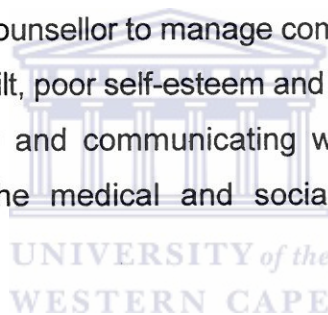 ounsellor to manage con
ilt, poor self-esteem and
and communicating w
he medical and socia
UNIVERSITY of the
WESTERN CAPE